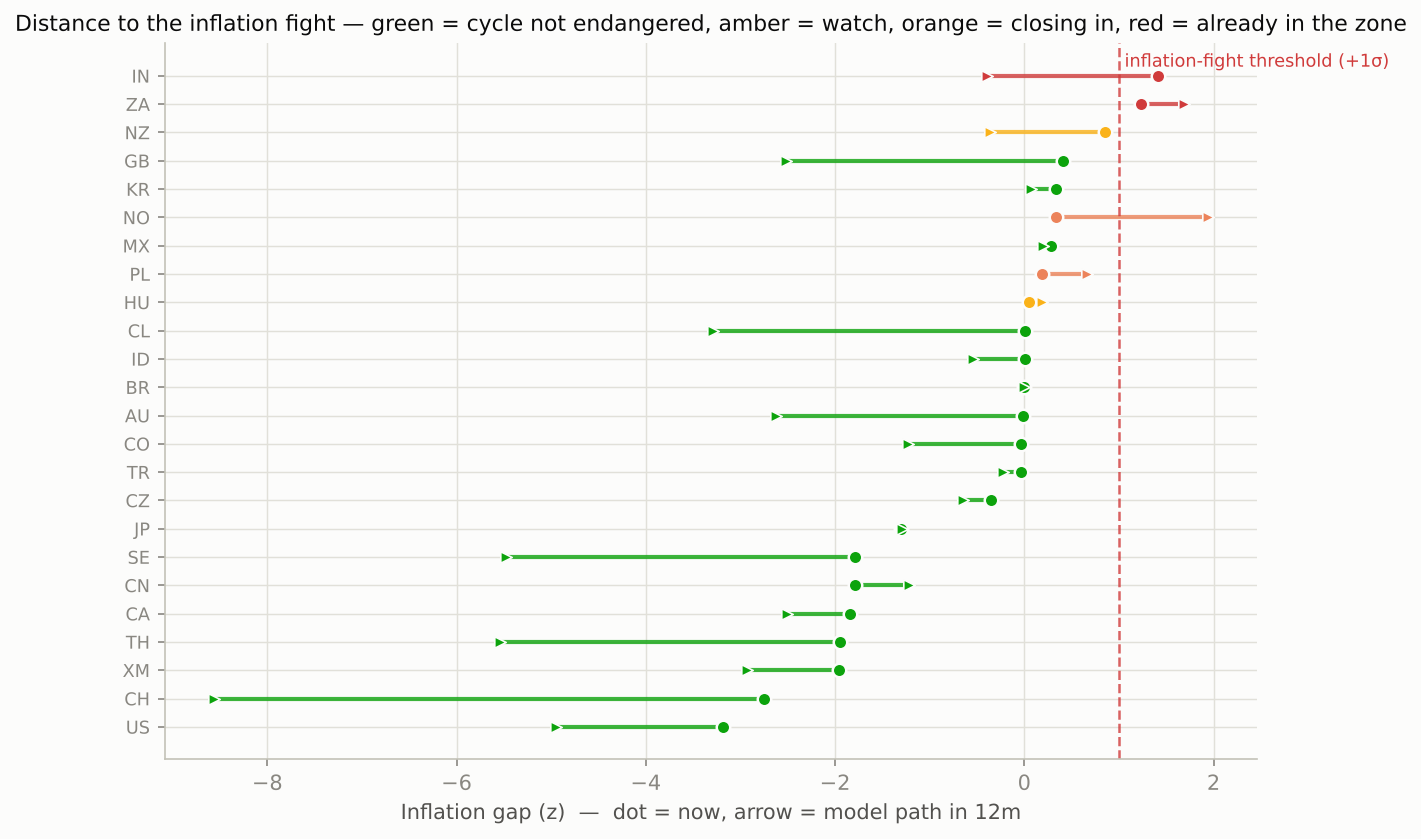 Distance to the inflation fight — green = cycle not endangered, amber = watch, orange = closing in, red = already in the zone
inflation-fight threshold (+1σ)
IN
ZA
NZ
GB
KR
NO
MX
PL
HU
CL
ID
BR
AU
CO
TR
CZ
JP
SE
CN
CA
TH
XM
CH
US
−8 −6 −4 −2 0 2
Inflation gap (z) — dot = now, arrow = model path in 12m